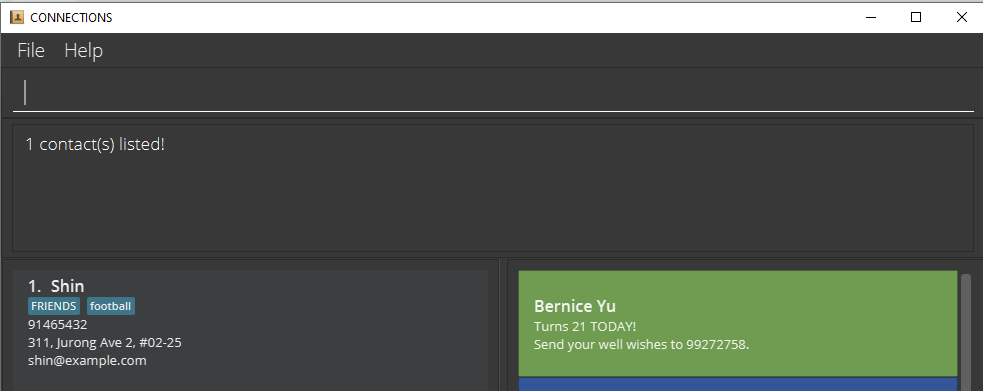 CONNECTIONS
File Help
1 contact(s) listed!
1. Shin
FRIENDS football
91465432
311, Jurong Ave 2, #02-25
shin@example.com
Bernice Yu
Turns 21 TODAY!
Send your well wishes to 99272758.